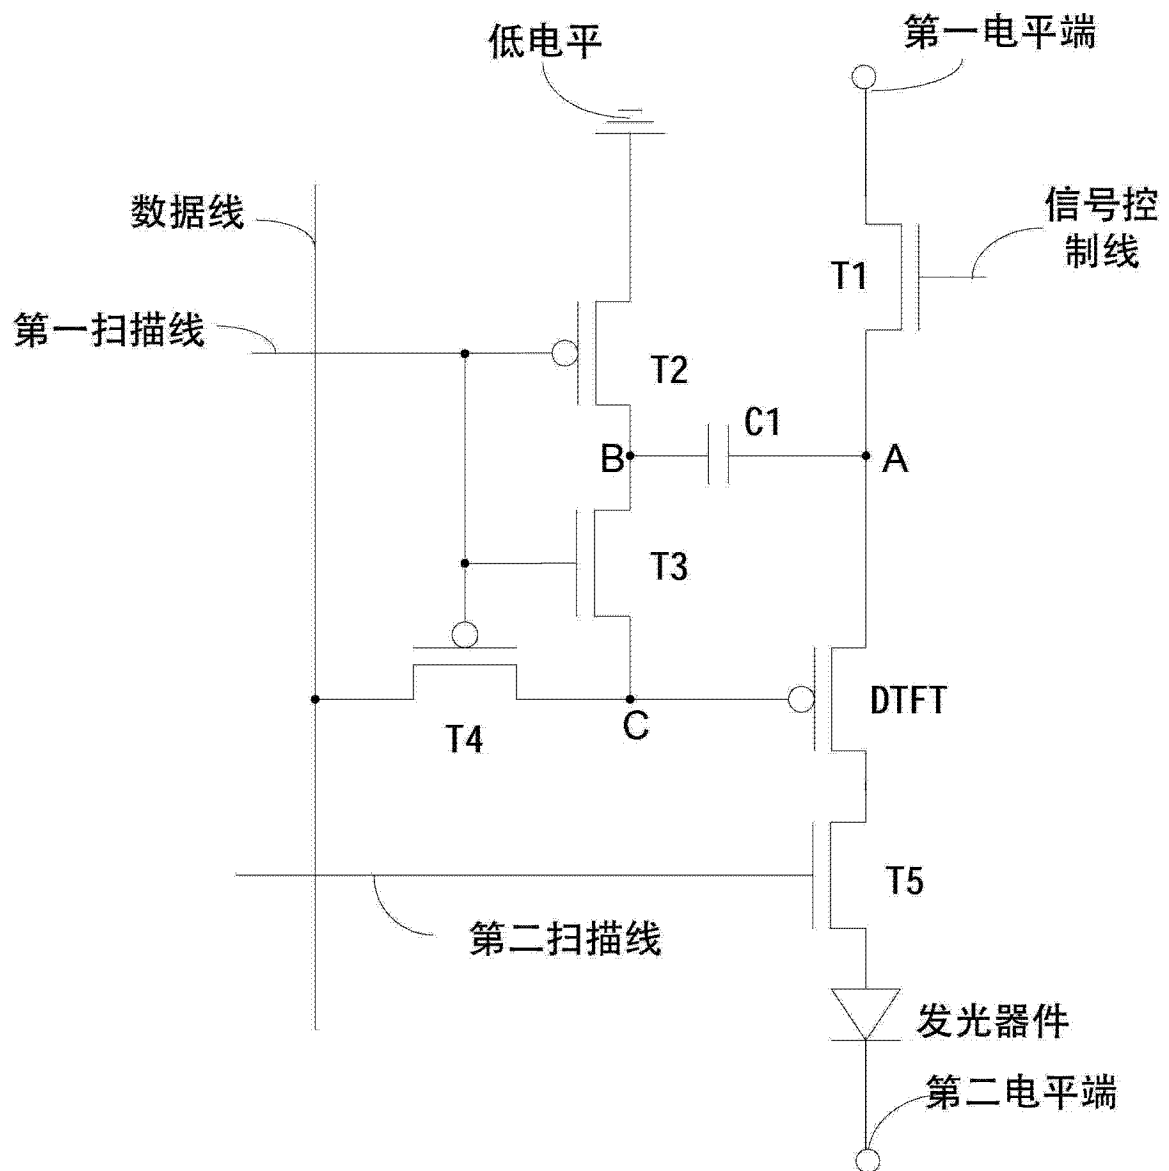 低电平
第一电平端
数据线
信号控
制线
T1
第一扫描线
T2
C1
B
A
T3
DTFT
C
T4
T5
第二扫描线
发光器件
第二电平端